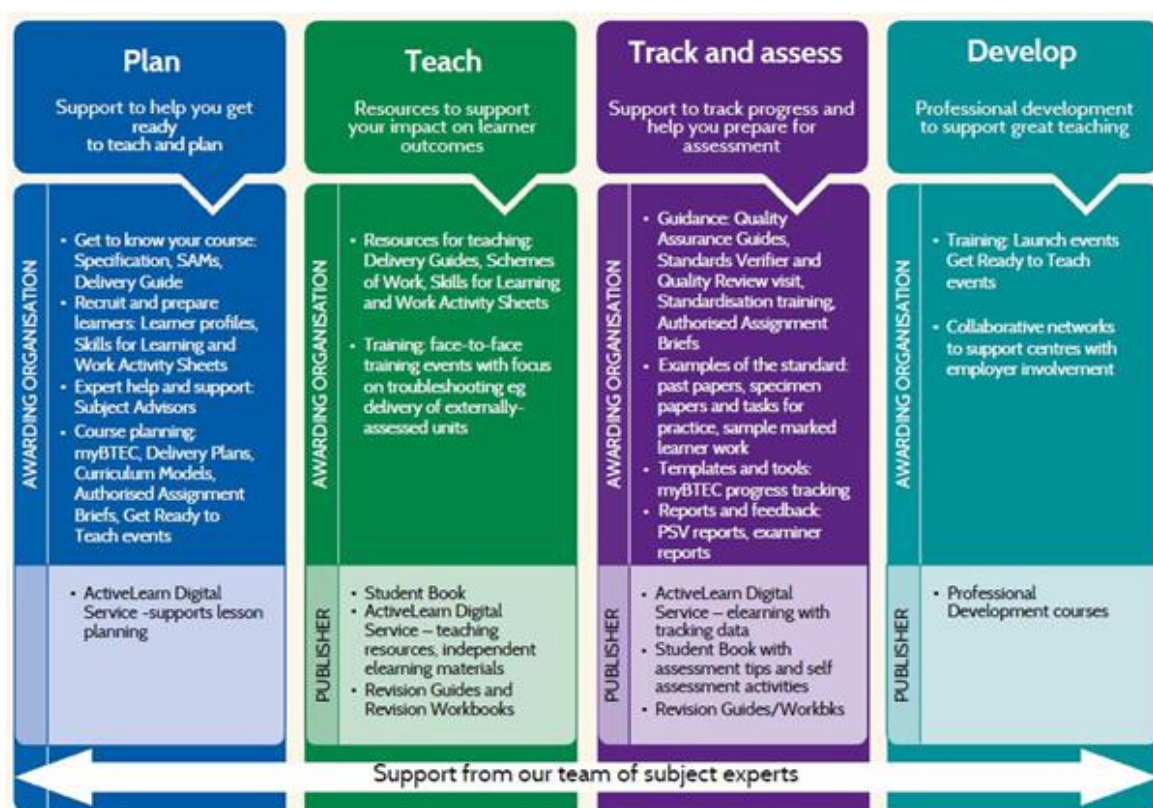 Plan
Support to help you get
ready
to teach and plan
AWARDING ORGANISATION
• Get to know your course:
Specification, SAMs,
Delivery Guide
• Recruit and prepare
learners: Learner profiles,
Skills for Learning and
Work Activity Sheets
• Expert help and support:
Subject Advisors
• Course planning:
myBTEC, Delivery Plans,
Curriculum Models,
Authorised Assignment
Briefs, Get Ready to
Teach events
• ActiveLearn Digital
Service -supports lesson
planning
Teach
Resources to support
your impact on learner
outcomes
AWARDING ORGANISATION
• Resources for teaching:
Delivery Guides, Schemes
of Work, Skills for Learning
and Work Activity Sheets
• Training: face-to-face
training events with focus
on troubleshooting eg
delivery of externally-
assessed units
PUBLISHER
• Student Book
• ActiveLearn Digital
Service – teaching
resources, independent
elearning materials
• Revision Guides and
Revision Workbooks
Track and assess
Support to track progress and
help you prepare for
assessment
AWARDING ORGANISATION
• Guidance: Quality
Assurance Guides,
Standards Verifier and
Quality Review visit,
Standardisation training,
Authorised Assignment
Briefs
• Examples of the standard:
past papers, specimen
papers and tasks for
practice, sample marked
learner work
• Templates and tools:
myBTEC progress tracking
• Reports and feedback:
PSV reports, examiner
reports
PUBLISHER
• ActiveLearn Digital
Service – elearning with
tracking data
• Student Book with
assessment tips and self
assessment activities
• Revision Guides/Workbks
Develop
Professional development
to support great teaching
AWARDING ORGANISATION
• Training: Launch events
Get Ready to Teach
events
• Collaborative networks
to support centres with
employer involvement
PUBLISHER
• Professional
Development courses
Support from our team of subject experts